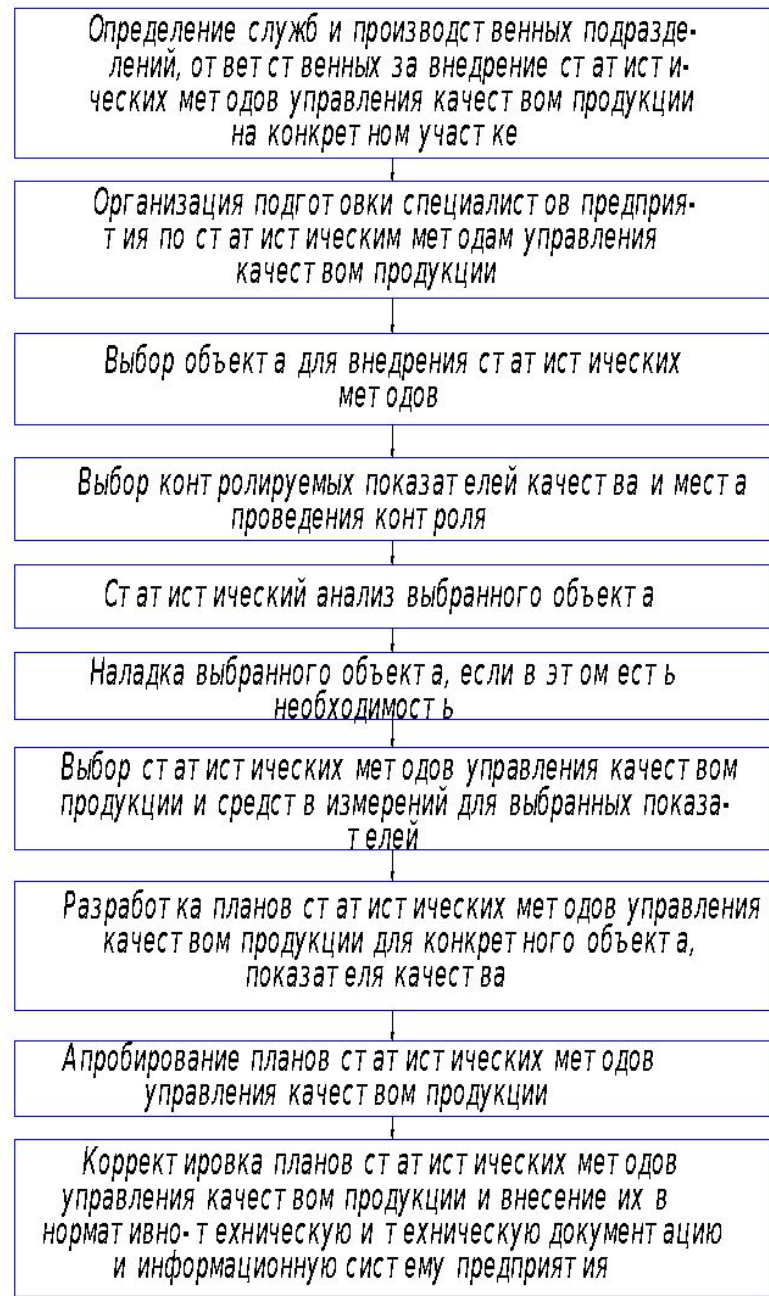 Определение служб и производственных подразде-
лений, ответственных за внедрение статисти-
ческих методов управления качеством продукции
на конкретном участке
Организация подготовки специалистов предприя-
тия по статистическим методам управления
качеством продукции
Выбор объекта для внедрения статистических
методов
Выбор контролируемых показателей качества и места
проведения контроля
Статистический анализ выбранного объекта
Наладка выбранного объекта, если в этом есть
необходимость
Выбор статистических методов управления качеством
продукции и средств измерений для выбранных показа-
телей
Разработка планов статистических методов управления
качеством продукции для конкретного объекта,
показателя качества
Апробирование планов статистических методов
управления качеством продукции
Корректировка планов статистических методов
управления качеством продукции и внесение их в
нормативно-техническую и техническую документацию
и информационную систему предприятия